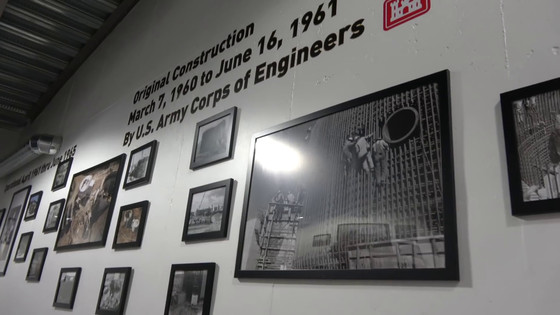 Original Construction
March 7, 1960 to June 16, 1961
By U.S. Army Corps of Engineers